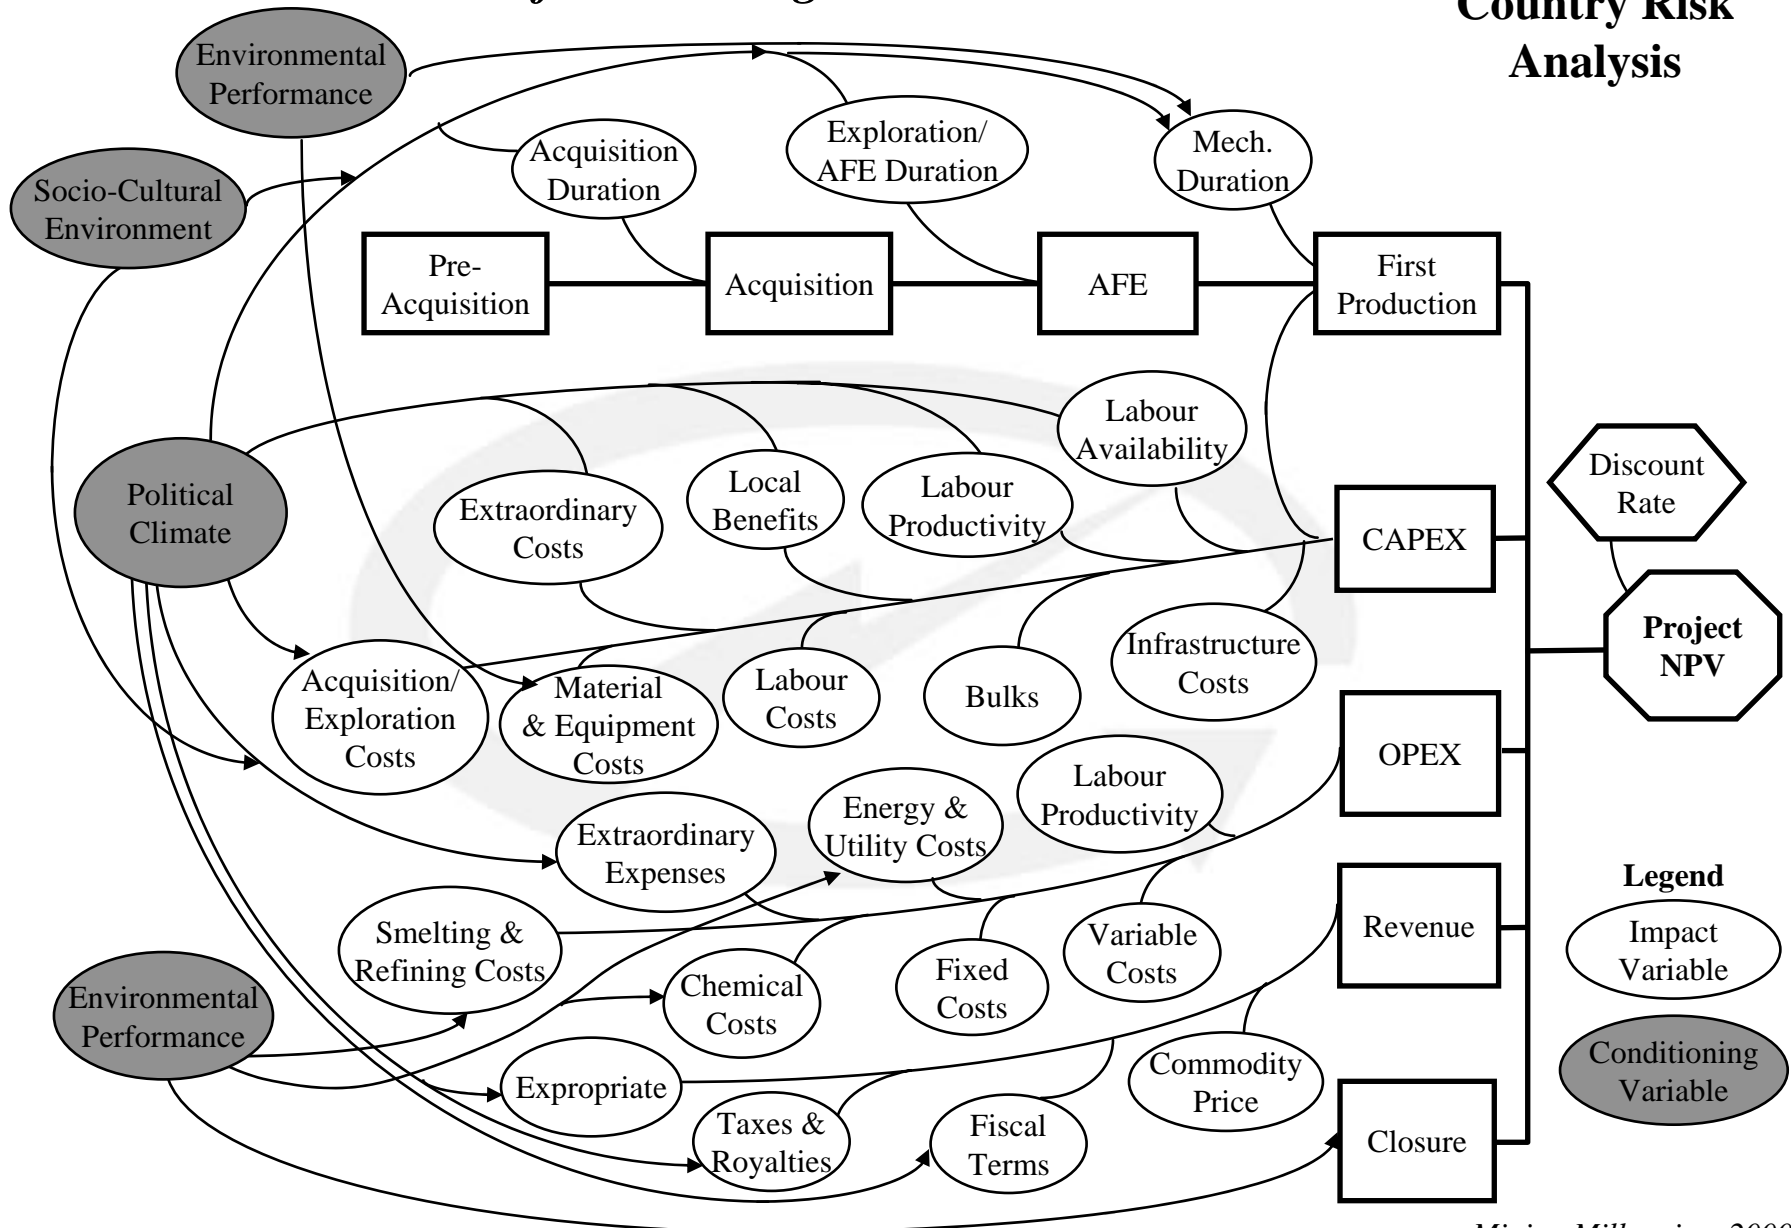 Country Risk
Analysis
Environmental
Performance
Socio-Cultural
Environment
Acquisition
Duration
Exploration/
AFE Duration
Mech.
Duration
Pre-
Acquisition
Acquisition
AFE
First
Production
Political
Climate
Extraordinary
Costs
Local
Benefits
Labour
Productivity
Labour
Availability
CAPEX
Discount
Rate
Project
NPV
Acquisition/
Exploration
Costs
Material
& Equipment
Costs
Labour
Costs
Bulks
Infrastructure
Costs
OPEX
Extraordinary
Expenses
Energy &
Utility Costs
Labour
Productivity
Smelting &
Refining Costs
Chemical
Costs
Fixed
Costs
Variable
Costs
Revenue
Environmental
Performance
Expropriate
Taxes &
Royalties
Fiscal
Terms
Commodity
Price
Closure
Legend
Impact
Variable
Conditioning
Variable